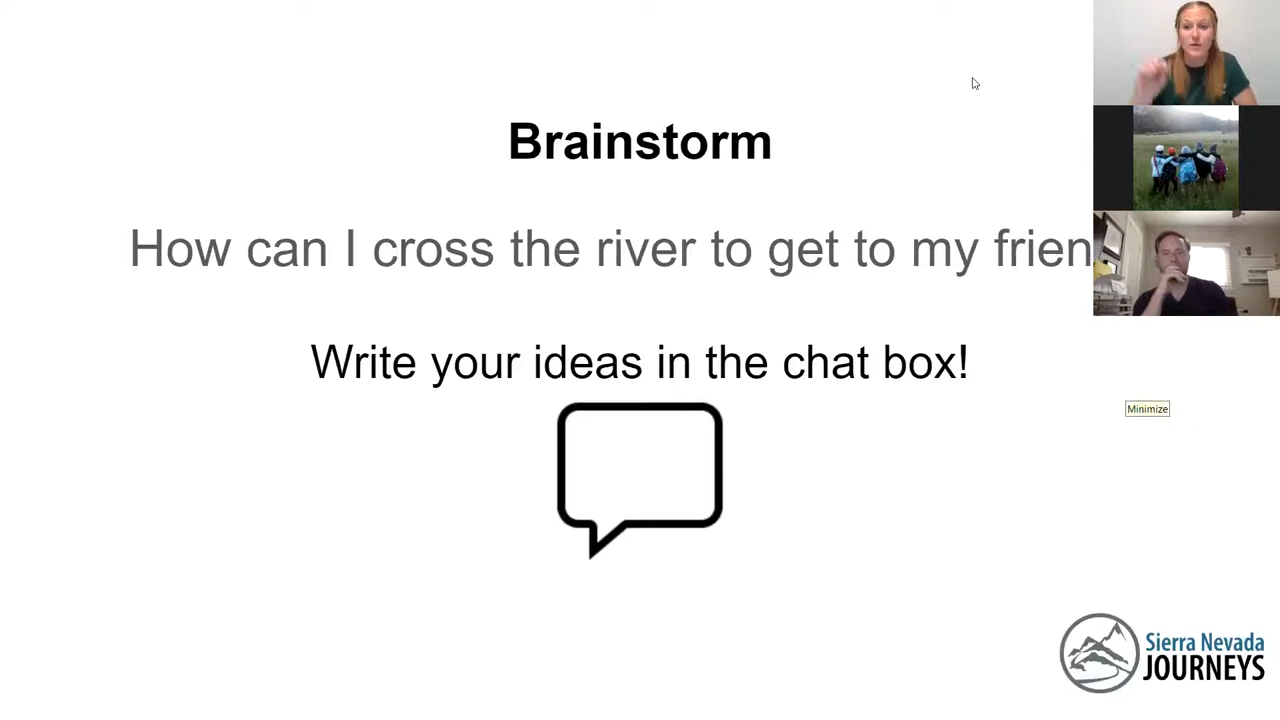 Brainstorm
How can I cross the river to get to my frien
Write your ideas in the chat box!
Minimize
Sierra Nevada
JOURNEYS